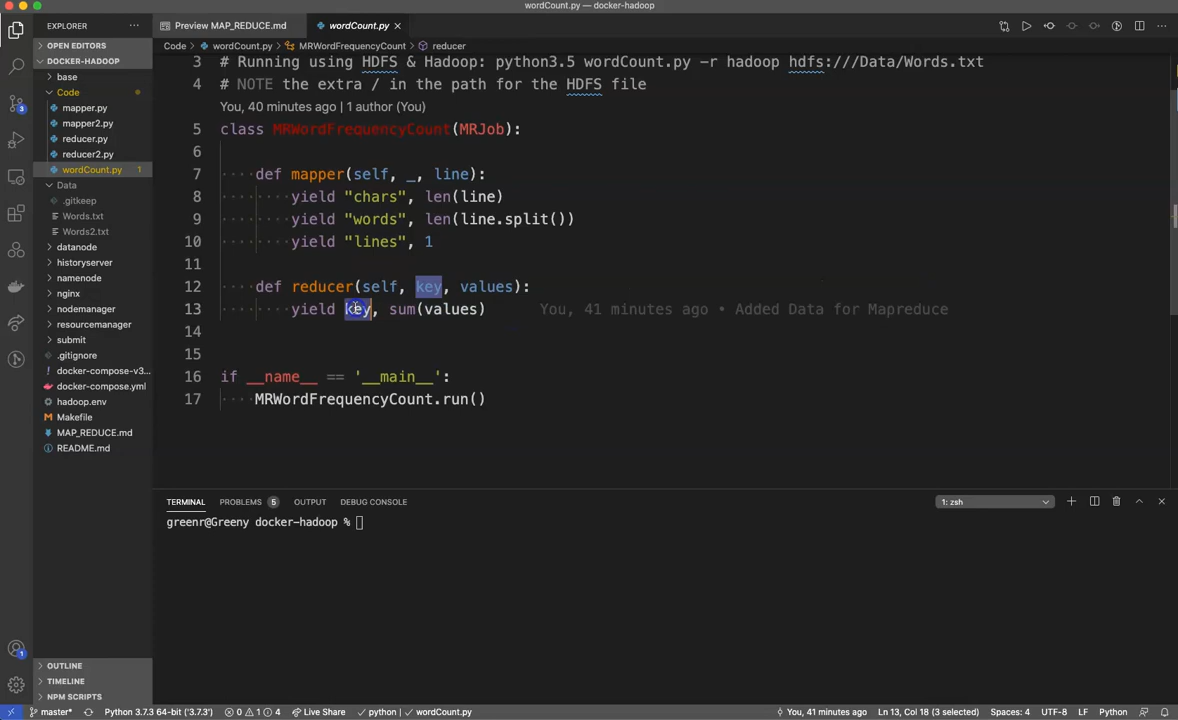 wordCount.py — docker-hadoop
EXPLORER
Preview MAP_REDUCE.md
wordCount.py
OPEN EDITORS
DOCKER-HADOOP
base
Code
mapper.py
mapper2.py
reducer.py
reducer2.py
wordCount.py 1
Data
.gitkeep
Words.txt
Words2.txt
datanode
historyserver
namenode
nginx
nodemanager
resourcemanager
submit
.gitignore
docker-compose-v3...
docker-compose.yml
hadoop.env
Makefile
MAP_REDUCE.md
README.md
OUTLINE
TIMELINE
NPM SCRIPTS
3
1
Code > wordCount.py > MRWordFrequencyCount > reducer
3 # Running using HDFS & Hadoop: python3.5 wordCount.py -r hadoop hdfs:///Data/Words.txt
4 # NOTE the extra / in the path for the HDFS file
You, 40 minutes ago | 1 author (You)
5 class MRWordFrequencyCount(MRJob):
6
7 def mapper(self, _, line):
8 yield "chars", len(line)
9 yield "words", len(line.split())
10 yield "lines", 1
11
12 def reducer(self, key, values):
13 yield key, sum(values) You, 41 minutes ago • Added Data for Mapreduce
14
15
16 if __name__ == '__main__':
17 MRWordFrequencyCount.run()
TERMINAL PROBLEMS 5 OUTPUT DEBUG CONSOLE 1: zsh
greenr@Greeny docker-hadoop %
master* Python 3.7.3 64-bit ('3.7.3') 0 1 4 Live Share python | ✓ wordCount.py You, 41 minutes ago Ln 13, Col 18 (3 selected) Spaces: 4 UTF-8 LF Python